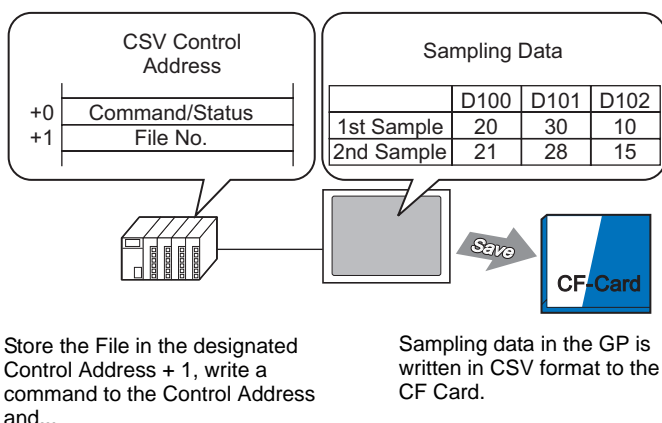 CSV Control
Address
+0 Command/Status
+1 File No.
Sampling Data
D100 D101 D102
1st Sample 20 30 10
2nd Sample 21 28 15
Save
CF-Card
Store the File in the designated
Control Address + 1, write a
command to the Control Address
and...
Sampling data in the GP is
written in CSV format to the
CF Card.